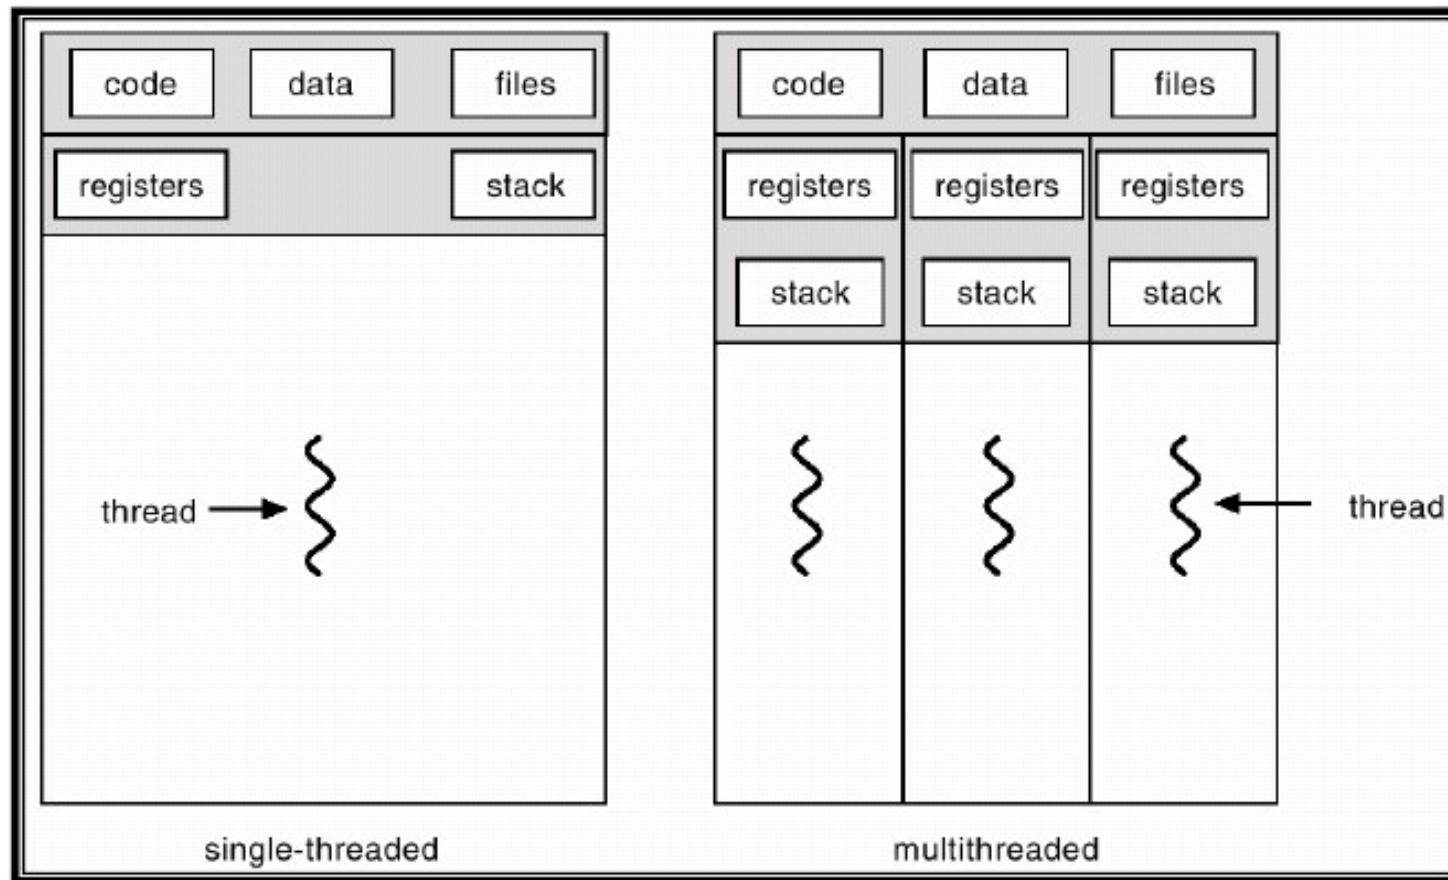 code data files
registers stack
thread
single-threaded
code data files
registers registers registers
stack stack stack
thread
multithreaded